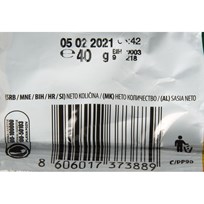 05 02 2021 :42
℮ 40 g
(SRB / MNE / BIH / HR / SI) NETO KOLIČINA / (MK) НЕТО КОЛИЧЕСТВО / (AL) SASIA NETO
8 606017 373889
C/PP90